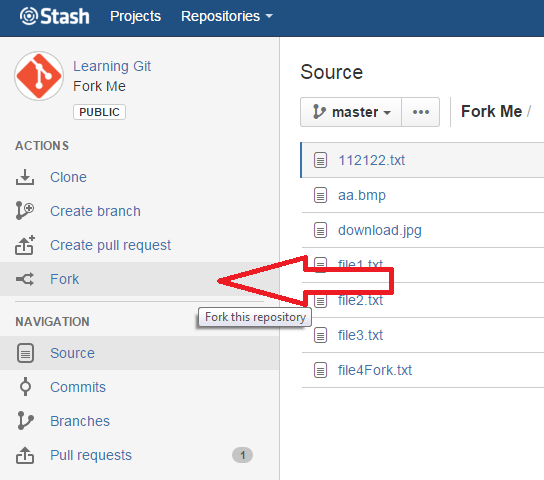 Stash Projects Repositories
Learning Git
Fork Me
PUBLIC
ACTIONS
Clone
Create branch
Create pull request
Fork
Fork this repository
NAVIGATION
Source
Commits
Branches
Pull requests 1
Source
master ... Fork Me /
112122.txt
aa.bmp
download.jpg
file1.txt
file2.txt
file3.txt
file4Fork.txt